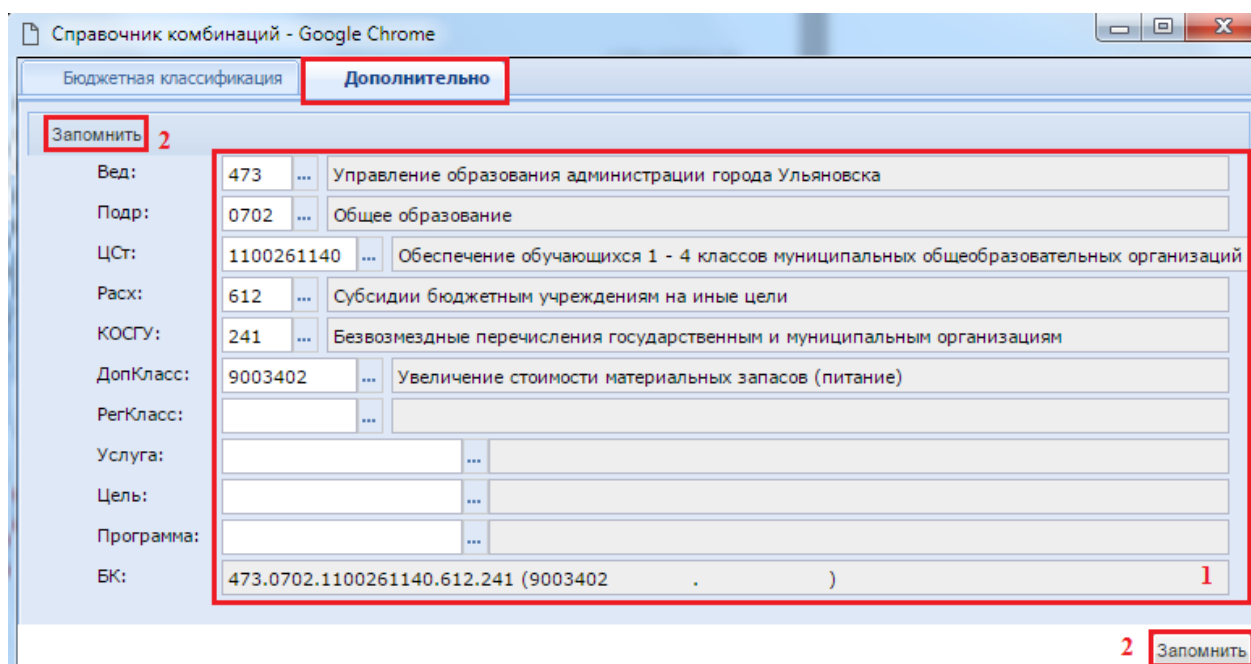 Справочник комбинаций - Google Chrome
Бюджетная классификация Дополнительно
Запомнить 2
Вед: 473 ... Управление образования администрации города Ульяновска
Подр: 0702 ... Общее образование
ЦСт: 1100261140 ... Обеспечение обучающихся 1 - 4 классов муниципальных общеобразовательных организаций
Расх: 612 ... Субсидии бюджетным учреждениям на иные цели
КОСГУ: 241 ... Безвозмездные перечисления государственным и муниципальным организациям
ДопКласс: 9003402 ... Увеличение стоимости материальных запасов (питание)
РегКласс: ...
Услуга: ...
Цель: ...
Программа: ...
БК: 473.0702.1100261140.612.241 (9003402 . ) 1
2 Запомнить